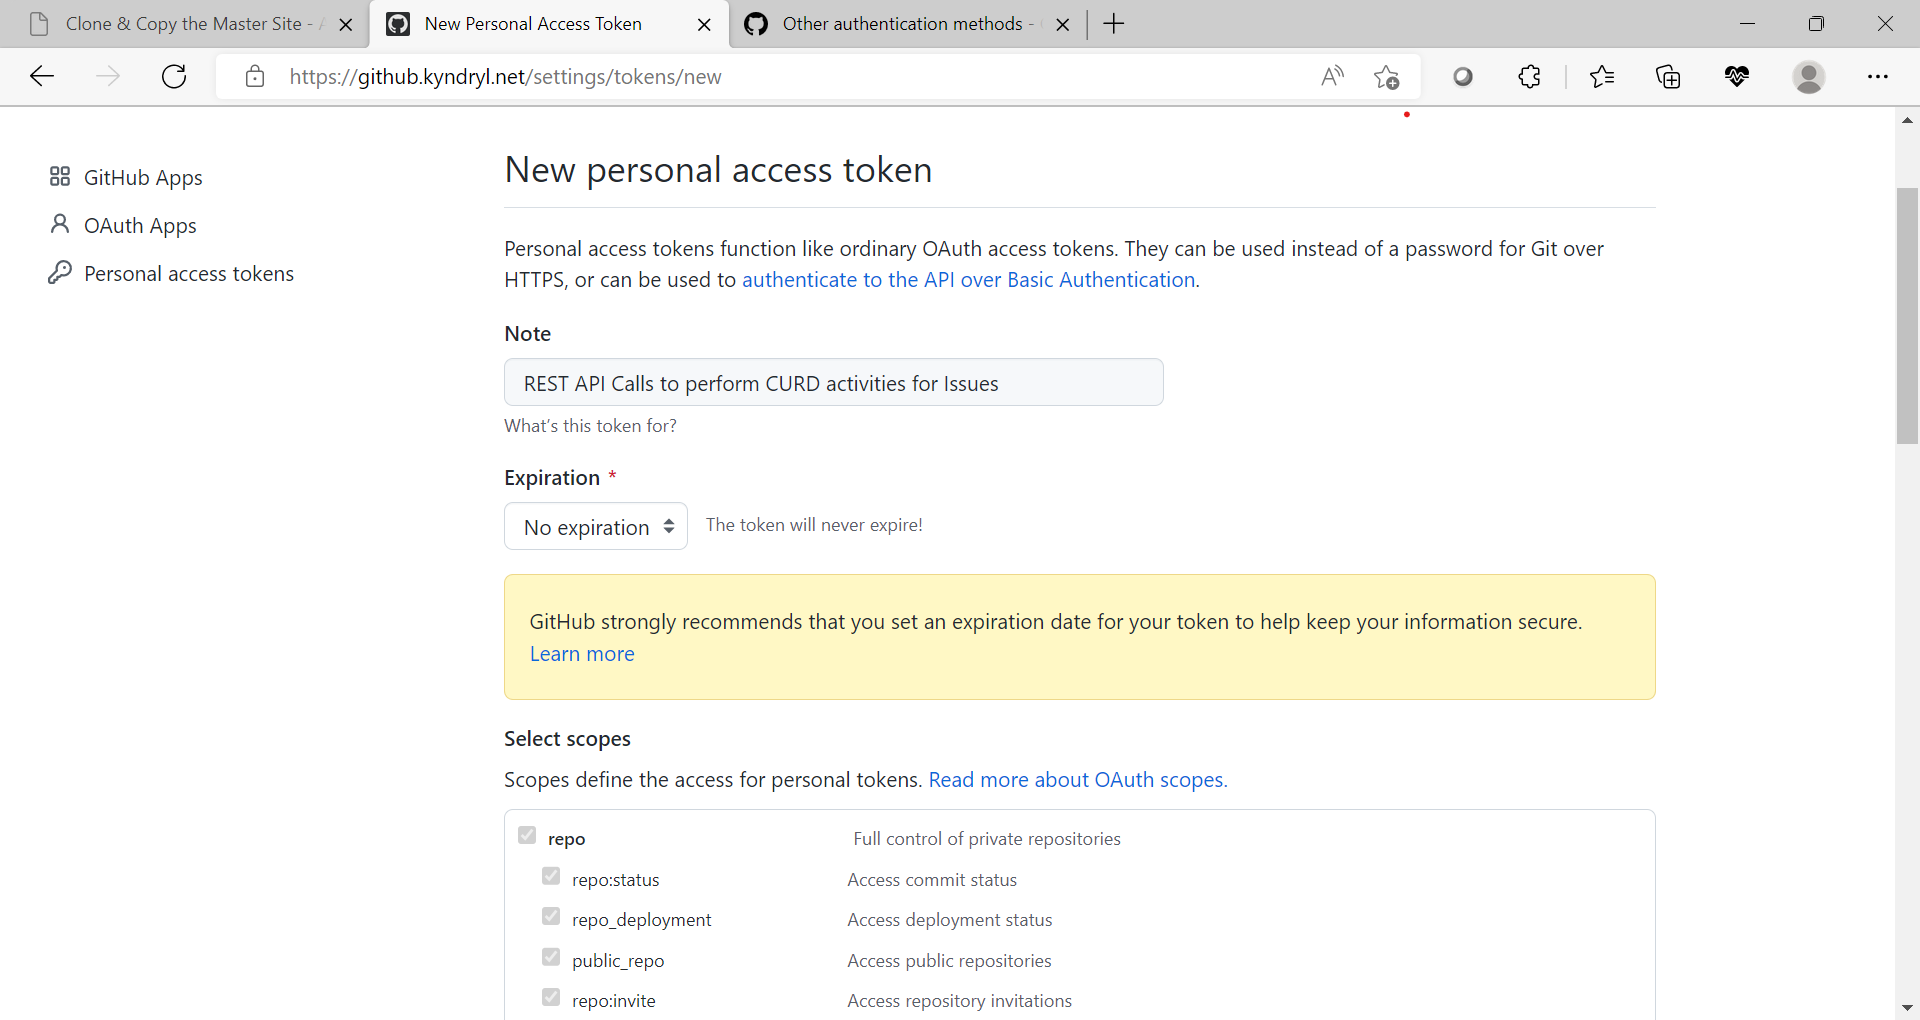 Clone & Copy the Master Site -
New Personal Access Token
Other authentication methods -
https://github.kyndryl.net/settings/tokens/new
GitHub Apps
OAuth Apps
Personal access tokens
New personal access token
Personal access tokens function like ordinary OAuth access tokens. They can be used instead of a password for Git over
HTTPS, or can be used to authenticate to the API over Basic Authentication.
Note
REST API Calls to perform CURD activities for Issues
What's this token for?
Expiration *
No expiration The token will never expire!
GitHub strongly recommends that you set an expiration date for your token to help keep your information secure.
Learn more
Select scopes
Scopes define the access for personal tokens. Read more about OAuth scopes.
repo Full control of private repositories
repo:status Access commit status
repo_deployment Access deployment status
public_repo Access public repositories
repo:invite Access repository invitations